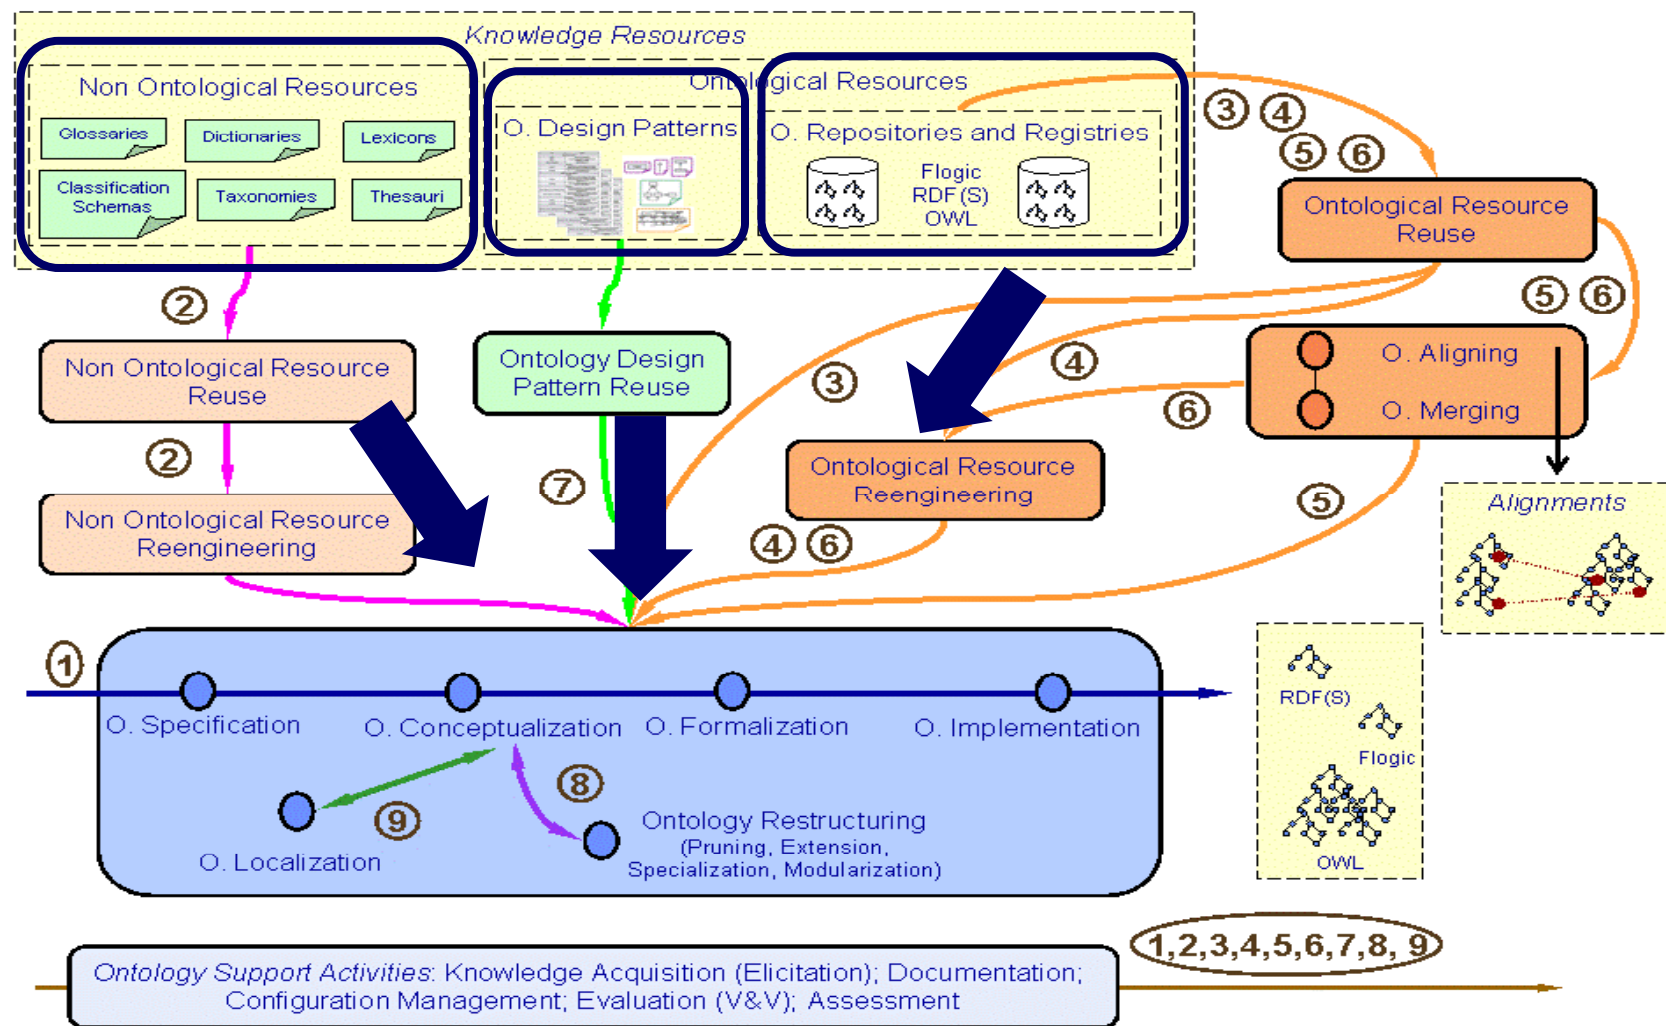 Knowledge Resources
Non Ontological Resources
Glossaries
Dictionaries
Lexicons
Classification
Schemas
Taxonomies
Thesauri
Ontological Resources
O. Design Patterns
O. Repositories and Registries
Flogic
RDF(S)
OWL
3 4
5 6
Ontological Resource
Reuse
5 6
2
Non Ontological Resource
Reuse
2
Non Ontological Resource
Reengineering
Ontology Design
Pattern Reuse
7
3
4
6
O. Aligning
O. Merging
Ontological Resource
Reengineering
4 6
5
Alignments
1
O. Specification
O. Conceptualization
O. Formalization
O. Implementation
9
8
O. Localization
Ontology Restructuring
(Pruning, Extension,
Specialization, Modularization)
RDF(S)
Flogic
OWL
1,2,3,4,5,6,7,8, 9
Ontology Support Activities: Knowledge Acquisition (Elicitation); Documentation;
Configuration Management; Evaluation (V&V); Assessment